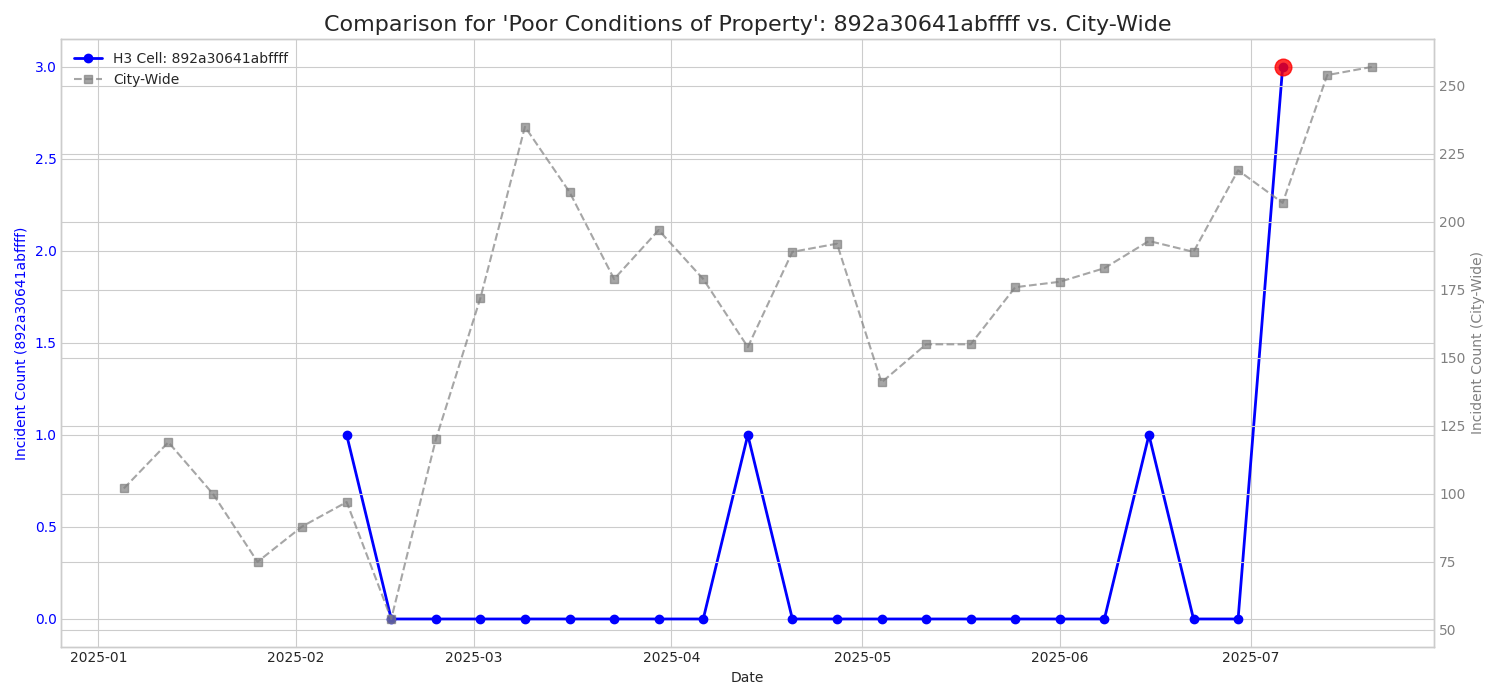 Comparison for 'Poor Conditions of Property': 892a30641abffff vs. City-Wide
H3 Cell: 892a30641abffff
City-Wide
3.0
2.5
2.0
1.5
1.0
0.5
0.0
Incident Count (892a30641abffff)
250
225
200
175
150
125
100
75
50
Incident Count (City-Wide)
2025-01 2025-02 2025-03 2025-04 2025-05 2025-06 2025-07
Date